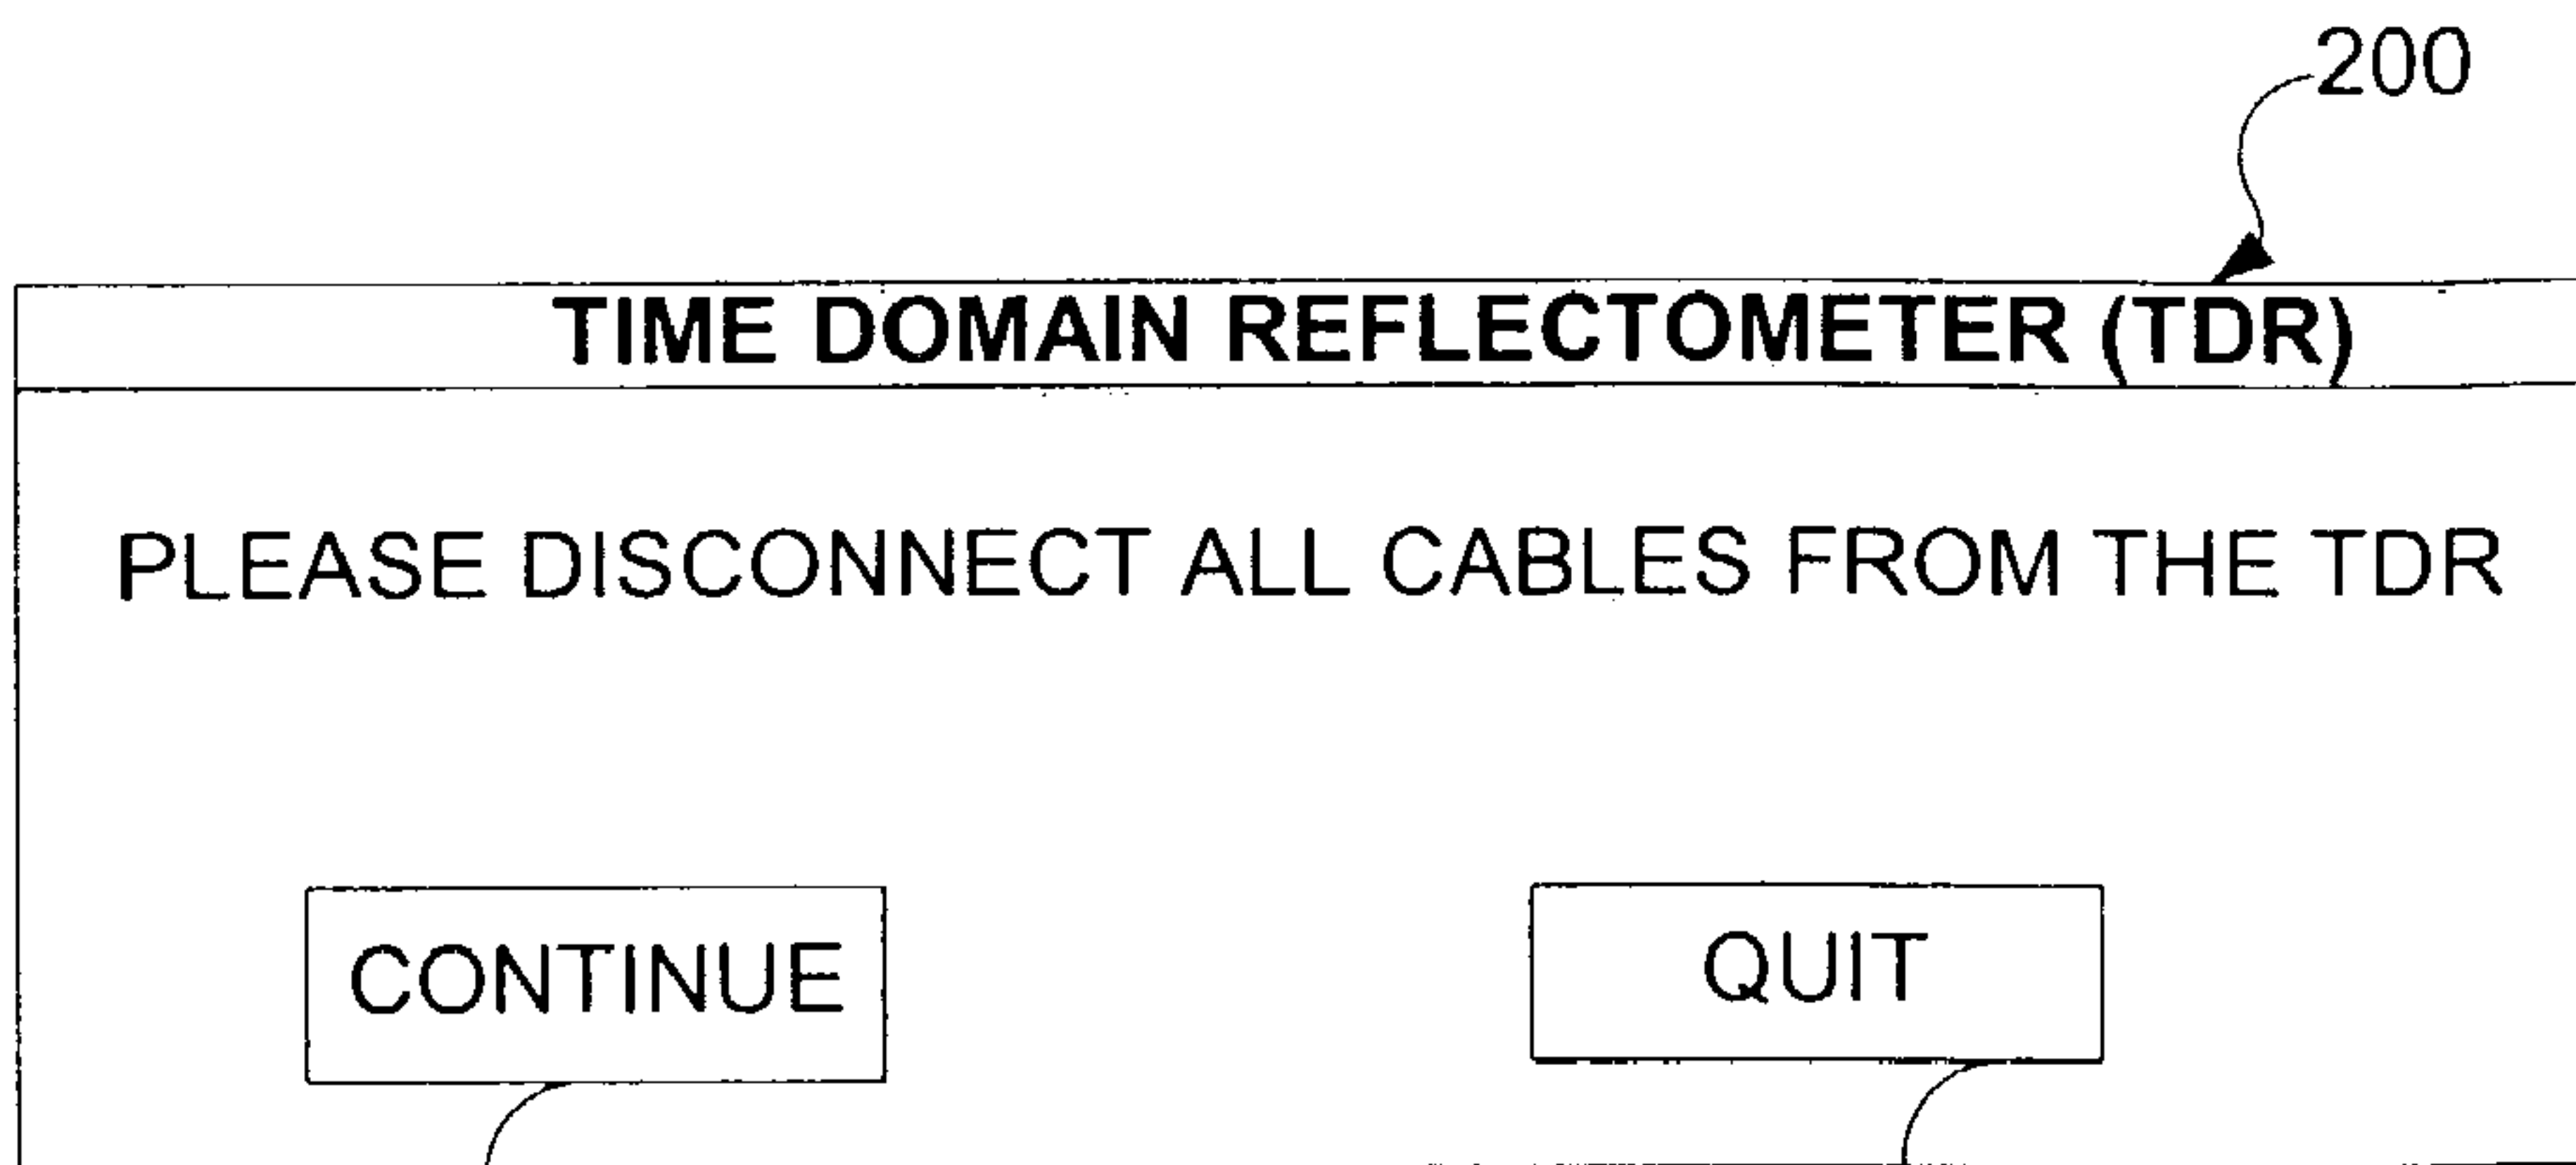 200
TIME DOMAIN REFLECTOMETER (TDR)
PLEASE DISCONNECT ALL CABLES FROM THE TDR
CONTINUE
QUIT